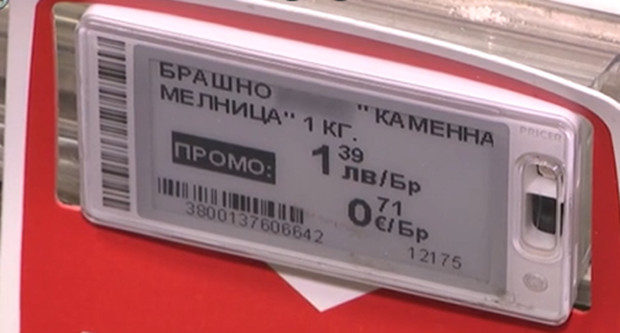 БРАШНО " КАМЕННА
МЕЛНИЦА" 1 КГ.
PRICER
ПРОМО: 1 39 лв/Бр
0 71 €/Бр
3800137606642
12175